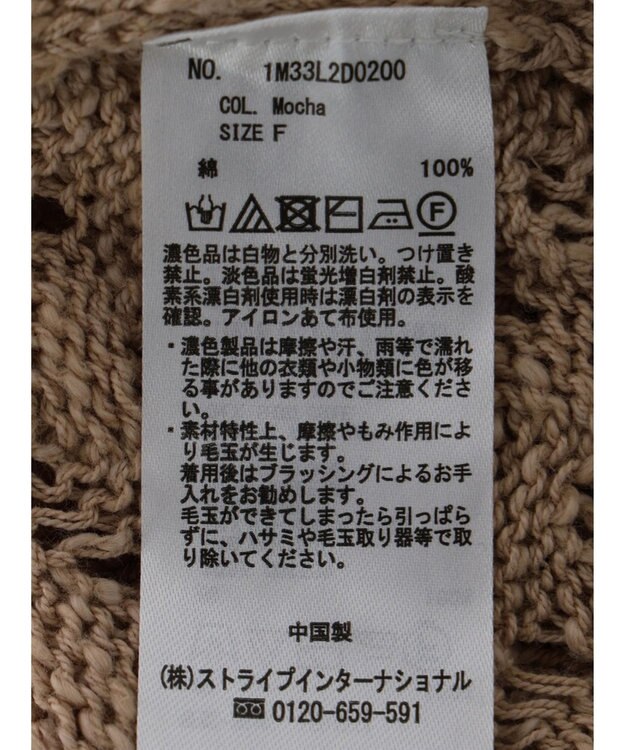 NO. 1M33L2D0200
COL. Mocha
SIZE F
綿 100%
F
濃色品は白物と分別洗い。つけ置き
禁止。淡色品は蛍光増白剤禁止。酸
素系漂白剤使用時は漂白剤の表示を
確認。アイロンあて布使用。
・濃色製品は摩擦や汗、雨等で濡れ
た際に他の衣類や小物類に色が移
る事がありますのでご注意くださ
い。
・素材特性上、摩擦やもみ作用によ
り毛玉が生じます。
着用後はブラッシングによるお手
入れをお勧めします。
毛玉ができてしまったら引っぱら
ずに、ハサミや毛玉取り器等で取
り除いてください。
中国製
(株)ストライプインターナショナル
0120-659-591